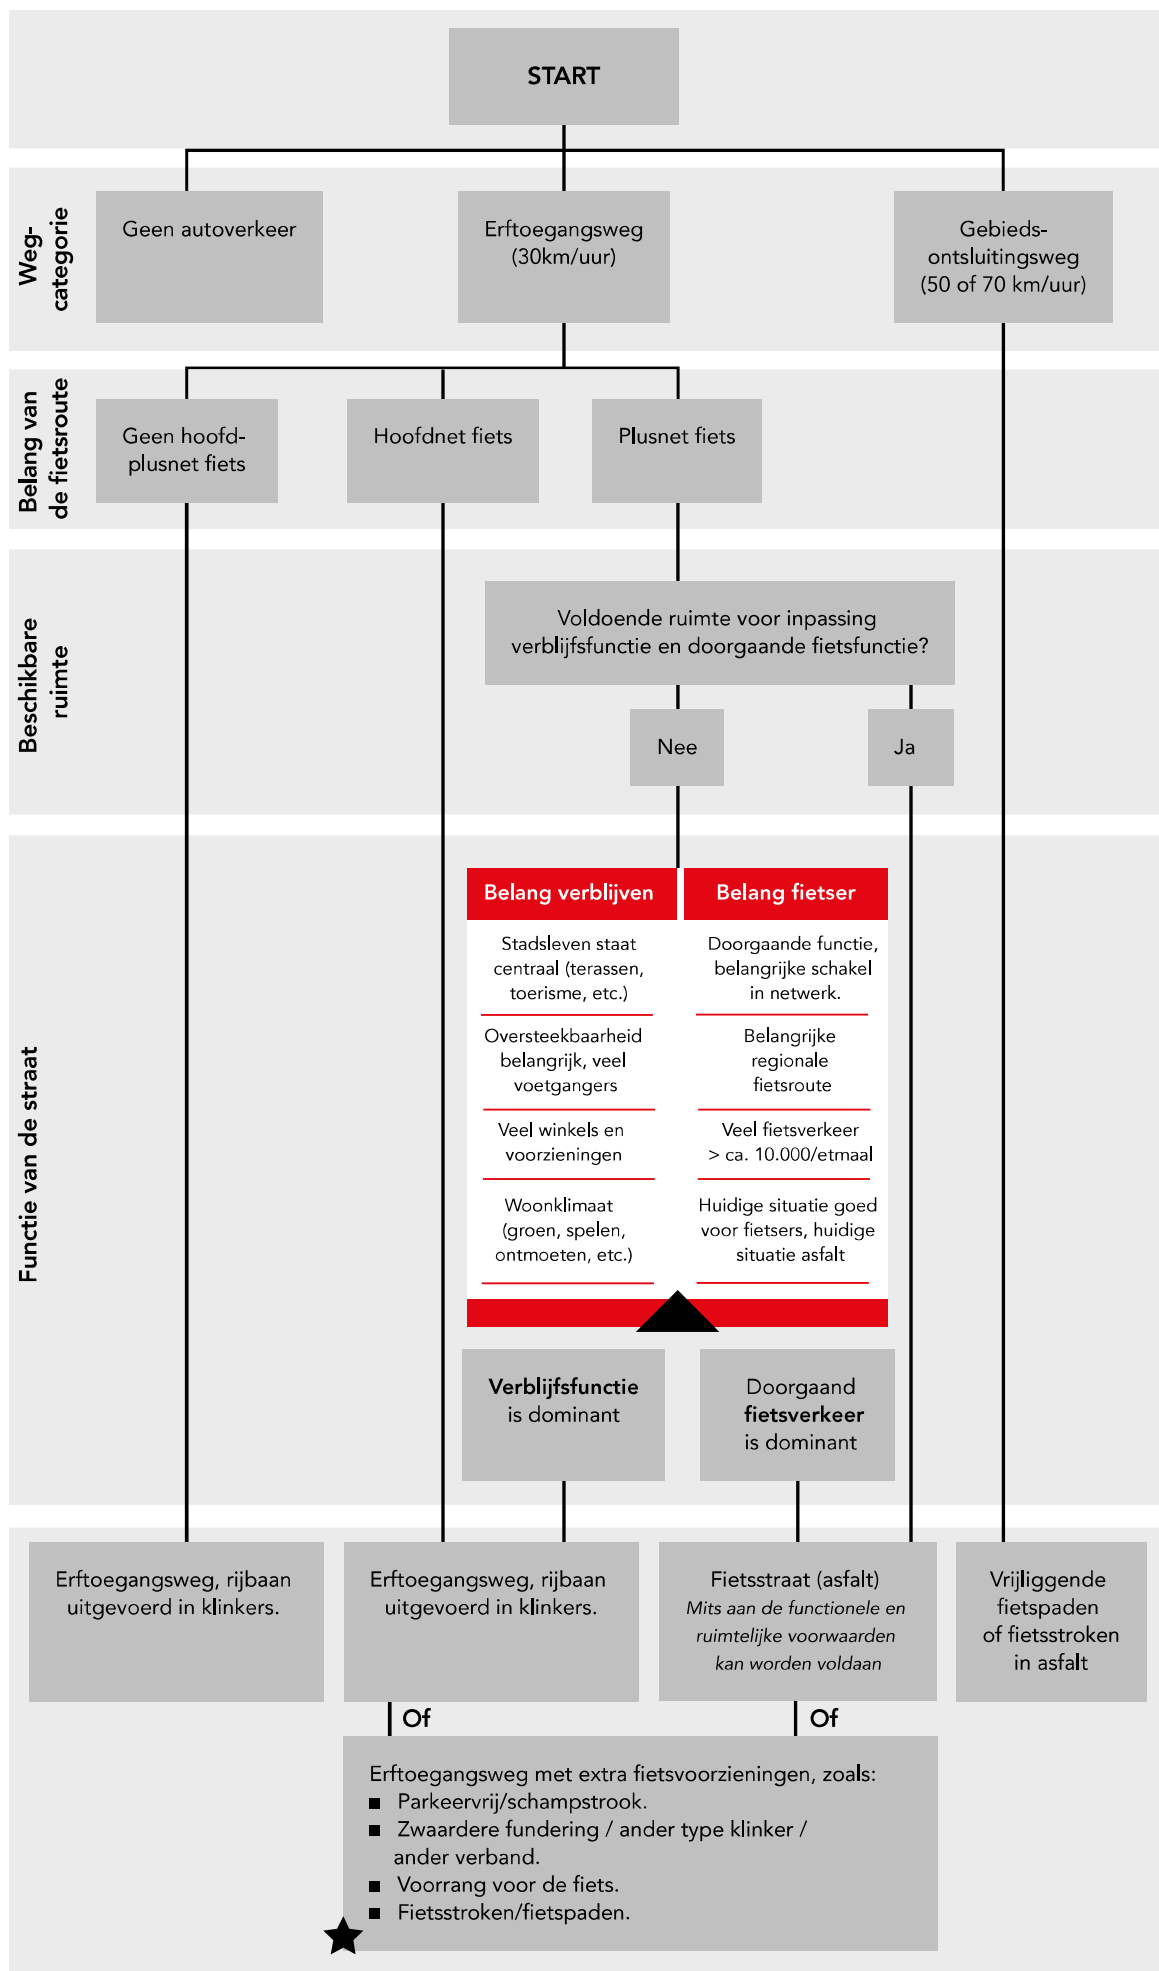 START
Weg-
categorie
Geen autoverkeer
Erftoegangsweg
(30km/uur)
Gebieds-
ontsluitingsweg
(50 of 70 km/uur)
Belang van
de fietsroute
Geen hoofd-
plusnet fiets
Hoofdnet fiets
Plusnet fiets
Beschikbare
ruimte
Voldoende ruimte voor inpassing
verblijfsfunctie en doorgaande fietsfunctie?
Nee
Ja
Functie van de straat
Belang verblijven
Stadsleven staat
centraal (terassen,
toerisme, etc.)
Oversteekbaarheid
belangrijk, veel
voetgangers
Veel winkels en
voorzieningen
Woonklimaat
(groen, spelen,
ontmoeten, etc.)
Belang fietser
Doorgaande functie,
belangrijke schakel
in netwerk.
Belangrijke
regionale
fietsroute
Veel fietsverkeer
> ca. 10.000/etmaal
Huidige situatie goed
voor fietsers, huidige
situatie asfalt
Verblijfsfunctie
is dominant
Doorgaand
fietsverkeer
is dominant
Erftoegangsweg, rijbaan
uitgevoerd in klinkers.
Erftoegangsweg, rijbaan
uitgevoerd in klinkers.
Fietsstraat (asfalt)
Mits aan de functionele en
ruimtelijke voorwaarden
kan worden voldaan
Vrijliggende
fietspaden
of fietsstroken
in asfalt
Of
Of
Erftoegangsweg met extra fietsvoorzieningen, zoals:
■ Parkeervrij/schampstrook.
■ Zwaardere fundering / ander type klinker /
ander verband.
■ Voorrang voor de fiets.
■ Fietsstroken/fietspaden.